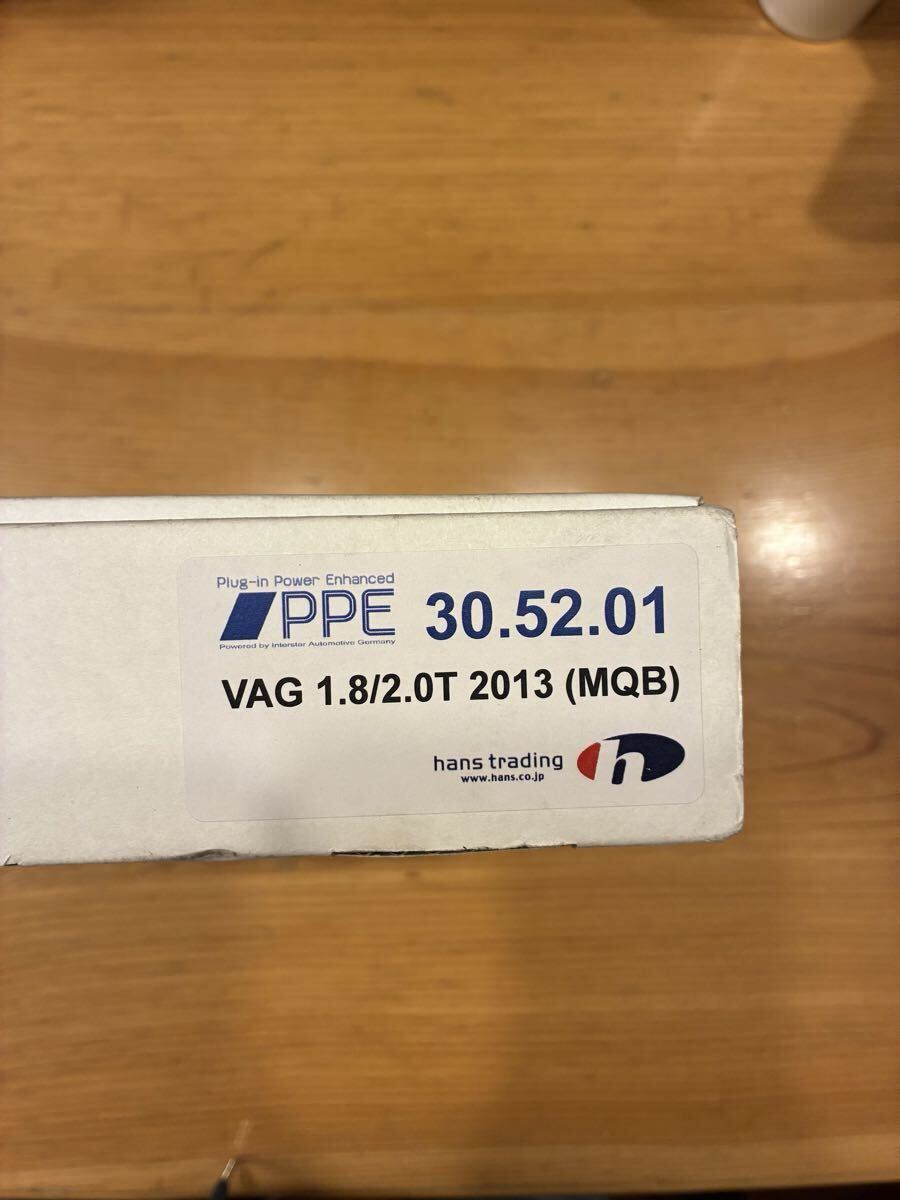 Plug-in Power Enhanced
PPE 30.52.01
Powered by Interstar Automotive Germany
VAG 1.8/2.0T 2013 (MQB)
hans trading h
www.hans.co.jp